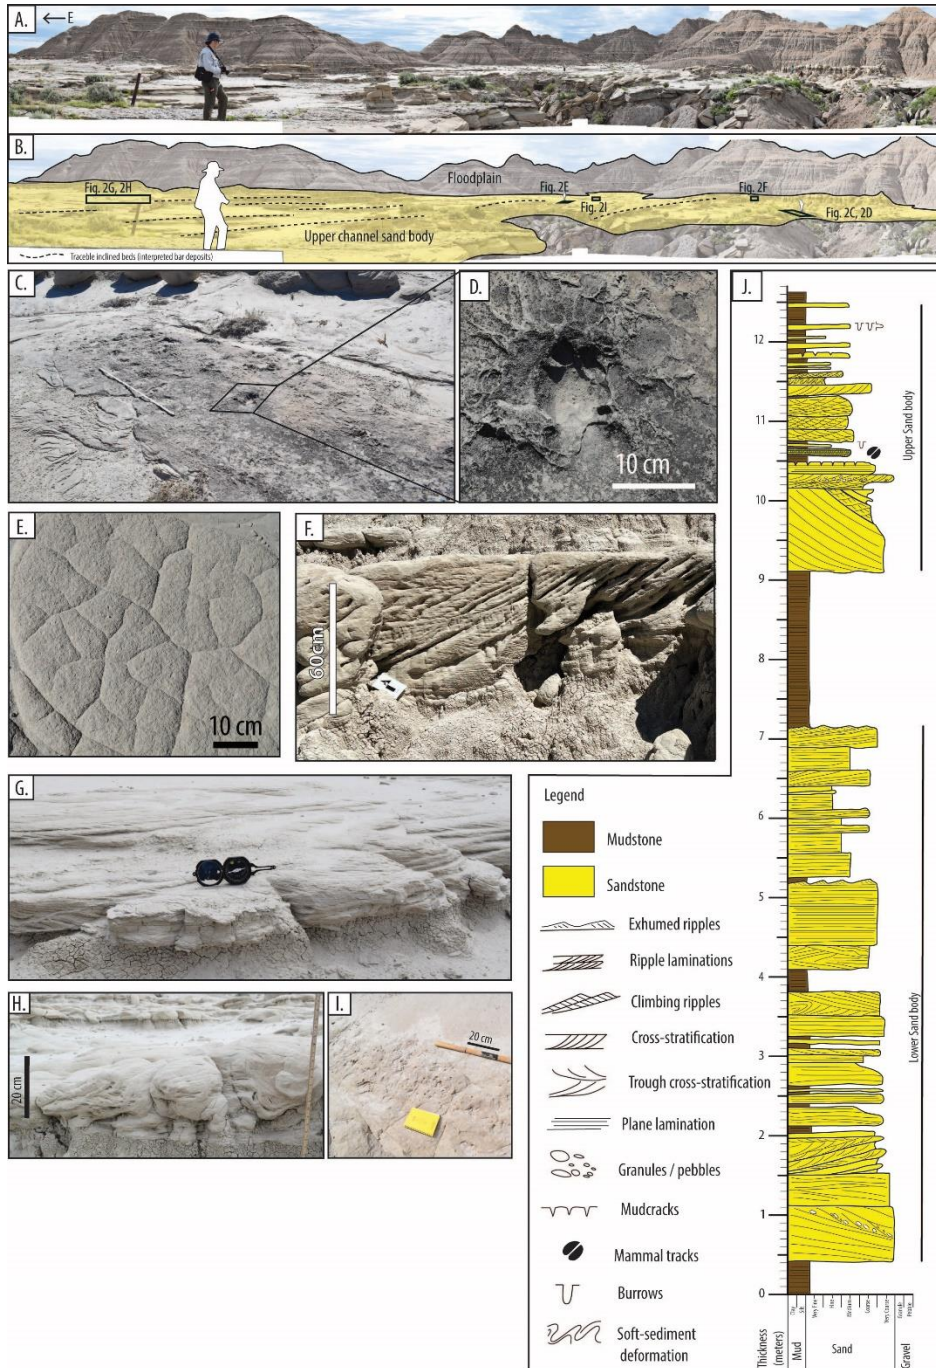 A.
E
B.
Floodplain
Fig. 2G, 2H
Fig. 2E
Fig. 2I
Fig. 2F
Fig. 2C, 2D
Upper channel sand body
Traceble inclined beds (interpreted bar deposits)
C.
D.
10 cm
E.
10 cm
F.
60 cm
G.
H.
20 cm
I.
20 cm
J.
12
11
10
9
8
7
6
5
4
3
2
1
0
Upper Sand body
Lower Sand body
Legend
Mudstone
Sandstone
Exhumed ripples
Ripple laminations
Climbing ripples
Cross-stratification
Trough cross-stratification
Plane lamination
Granules / pebbles
Mudcracks
Mammal tracks
Burrows
Soft-sediment
deformation
Thickness
(meters)
Mud
Sand
Gravel